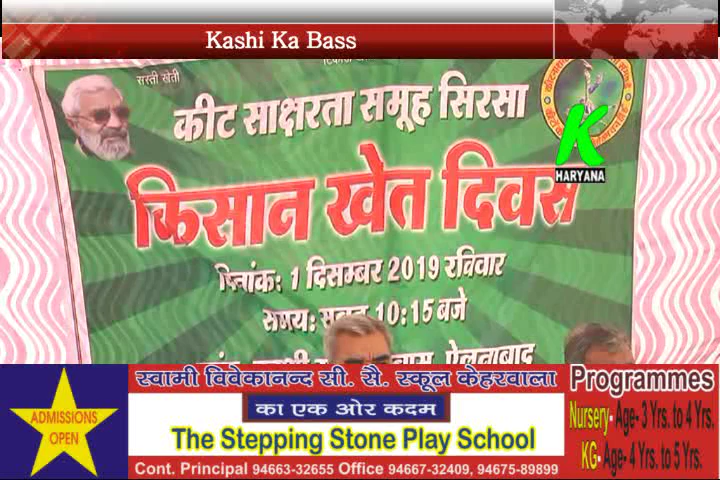 Kashi Ka Bass
सस्ती खेती
कीट साक्षरता समूह सिरसा
K
HARYANA
किसान खेत दिवस
दिनांक: 1 दिसम्बर 2019 रविवार
समय: 10:15 बजे
ऐलनाबाद
ADMISSIONS
OPEN
स्वामी विवेकानन्द सी. सै. स्कूल केहरवाला
का एक ओर कदम
The Stepping Stone Play School
Cont. Principal 94663-32655 Office 94667-32409, 94675-89899
Programmes
Nursery- Age- 3 Yrs. to 4 Yrs.
KG- Age- 4 Yrs. to 5 Yrs.